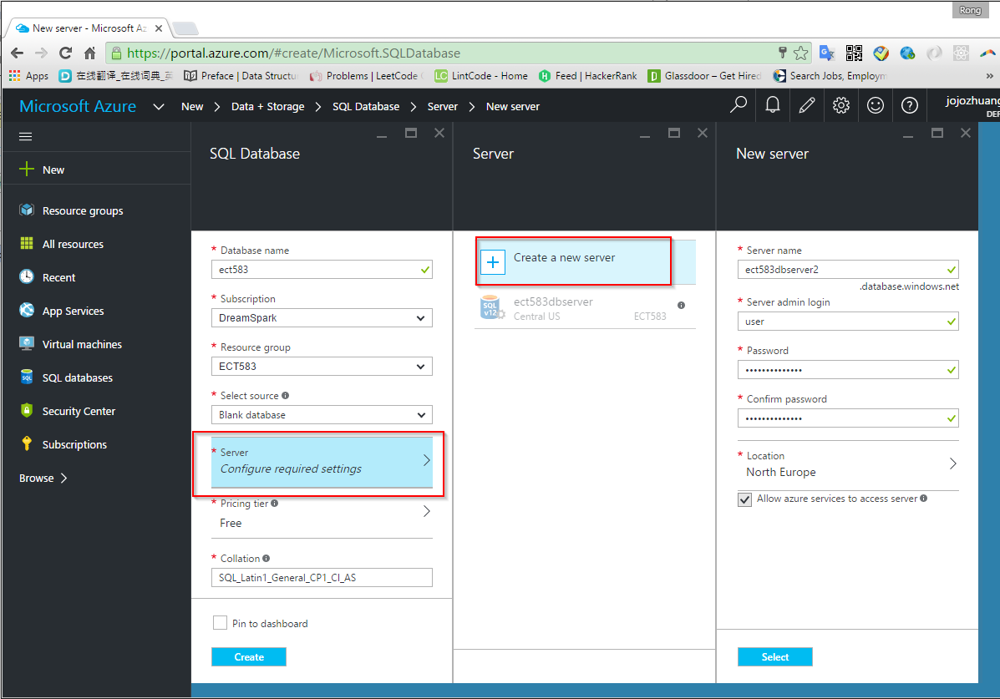 Rong
New server - Microsoft Az
https://portal.azure.com/#create/Microsoft.SQLDatabase
Apps 在线翻译_在线词典_英 Preface | Data Structu Problems | LeetCode LintCode - Home Feed | HackerRank Glassdoor – Get Hired Search Jobs, Employm »
Microsoft Azure New Data + Storage SQL Database Server New server
jojozhuang
DEF
New
Resource groups
All resources
Recent
App Services
Virtual machines
SQL databases
Security Center
Subscriptions
Browse
SQL Database
* Database name
ect583
* Subscription
DreamSpark
* Resource group
ECT583
* Select source
Blank database
* Server
Configure required settings
* Pricing tier
Free
* Collation
SQL_Latin1_General_CP1_CI_AS
Pin to dashboard
Create
Server
Create a new server
SQL
v12
ect583dbserver
Central US ECT583
New server
* Server name
ect583dbserver2
.database.windows.net
* Server admin login
user
* Password
••••••••••••••
* Confirm password
••••••••••••••
* Location
North Europe
Allow azure services to access server
Select